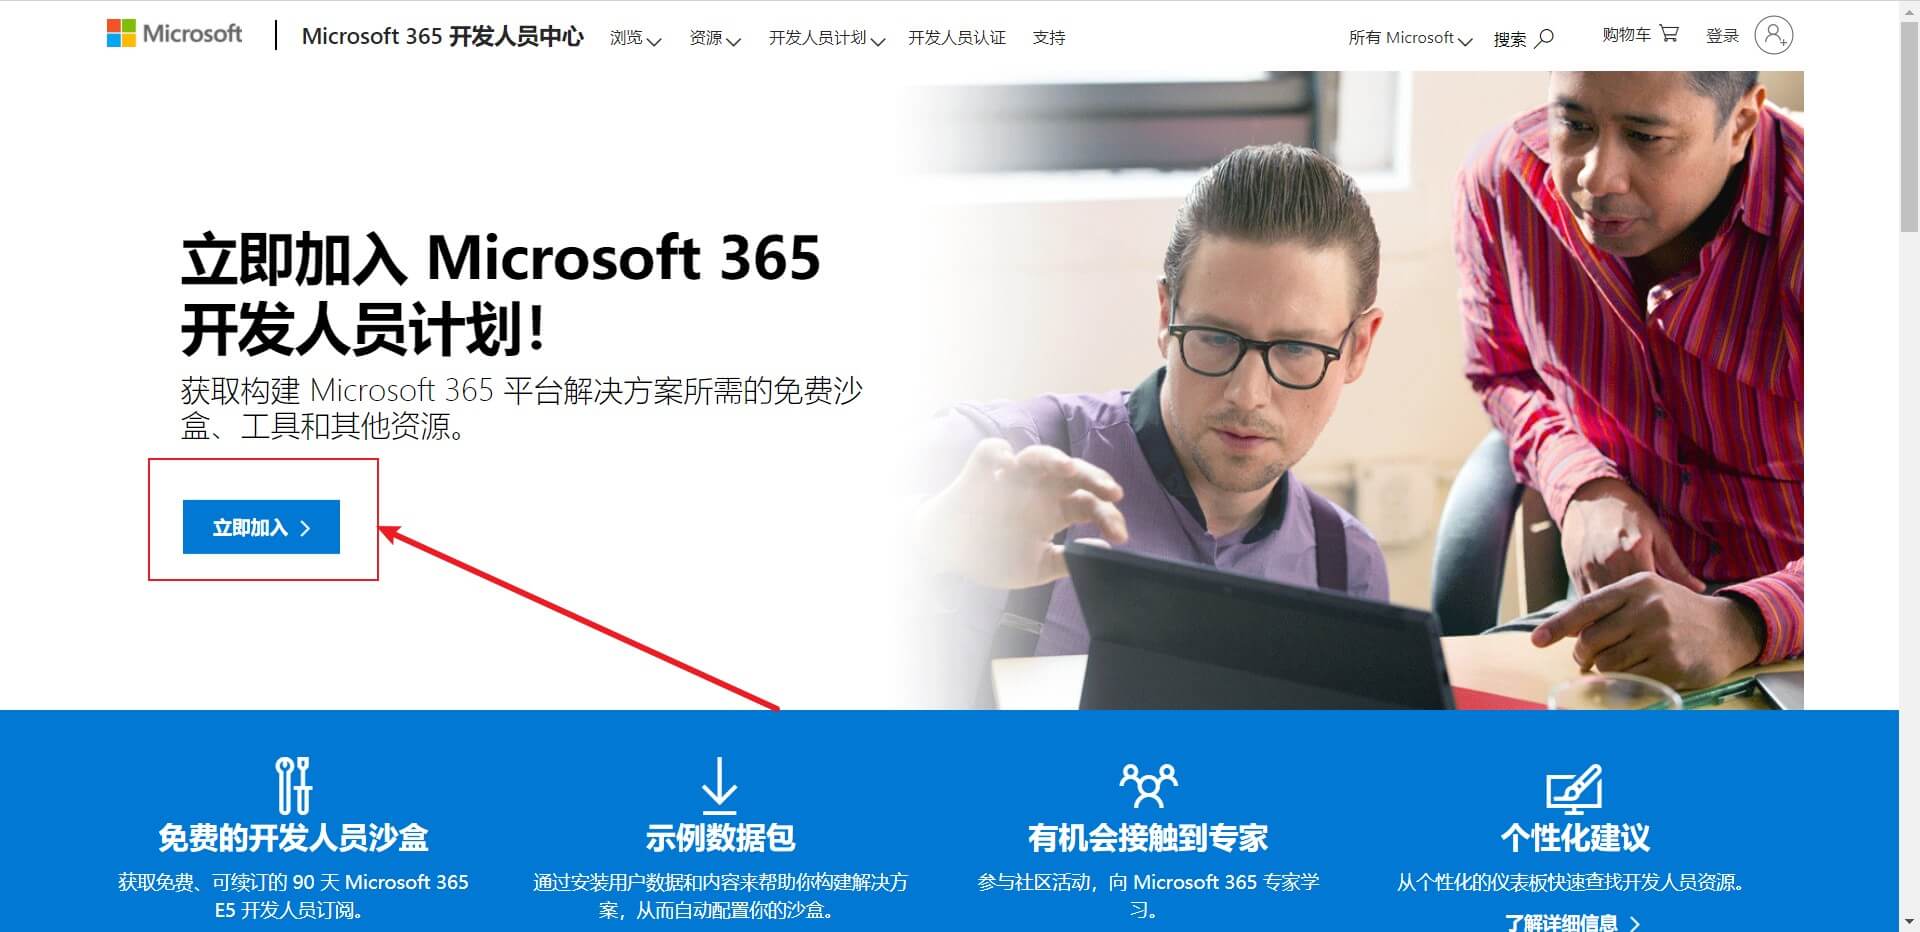 Microsoft
Microsoft 365 开发人员中心
浏览
资源
开发人员计划
开发人员认证
支持
所有 Microsoft
搜索
购物车
登录
立即加入 Microsoft 365
开发人员计划！
获取构建 Microsoft 365 平台解决方案所需的免费沙
盒、工具和其他资源。
立即加入
免费的开发人员沙盒
获取免费、可续订的 90 天 Microsoft 365
E5 开发人员订阅。
示例数据包
通过安装用户数据和内容来帮助你构建解决方
案，从而自动配置你的沙盒。
有机会接触到专家
参与社区活动，向 Microsoft 365 专家学
习。
个性化建议
从个性化的仪表板快速查找开发人员资源。
了解详细信息